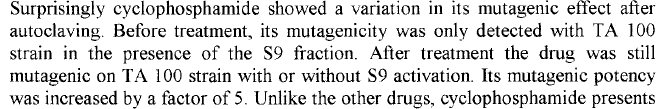 Surprisingly cyclophosphamide showed a variation in its mutagenic effect after
autoclaving. Before treatment, its mutagenicity was only detected with TA 100
strain in the presence of the S9 fraction. After treatment the drug was still
mutagenic on TA 100 strain with or without S9 activation. Its mutagenic potency
was increased by a factor of 5. Unlike the other drugs, cyclophosphamide presents